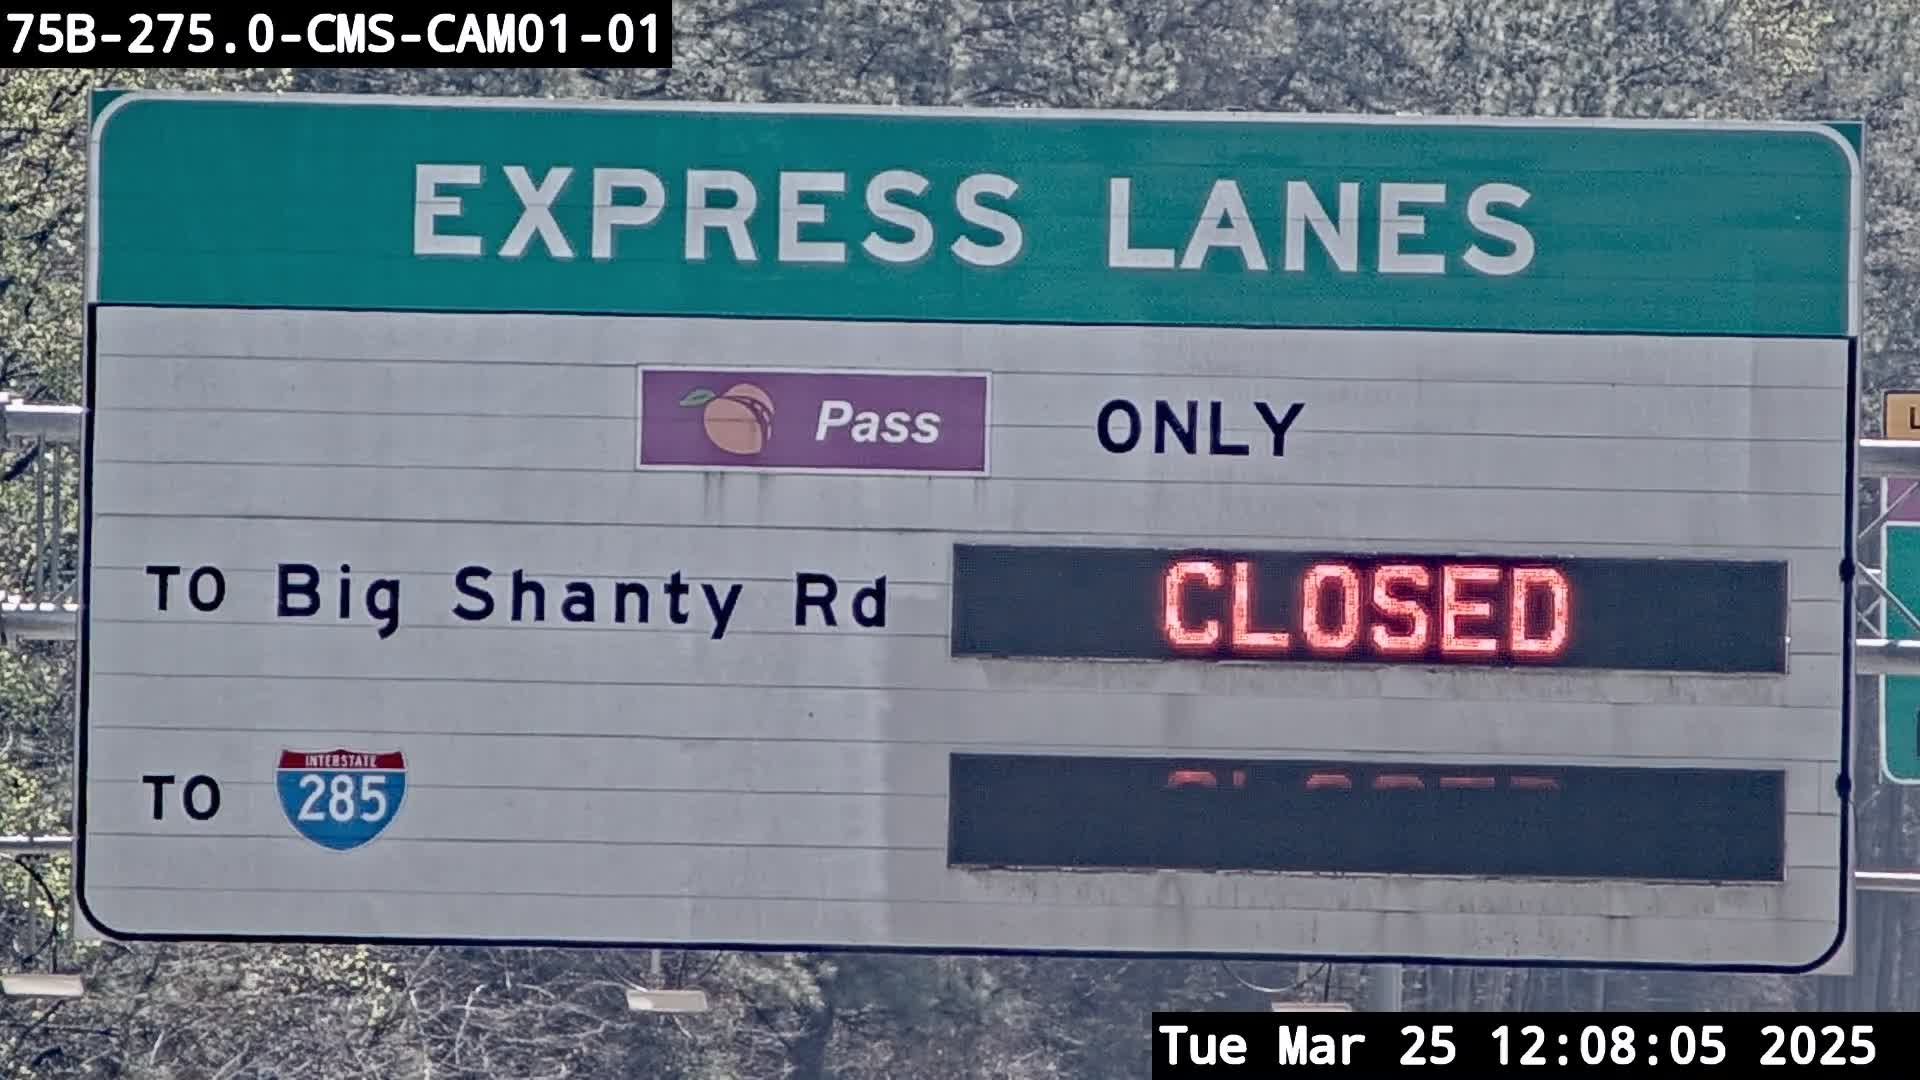 75B-275.0-CMS-CAM01-01
EXPRESS LANES
Pass ONLY
TO Big Shanty Rd CLOSED
TO INTERSTATE 285
Tue Mar 25 12:08:05 2025